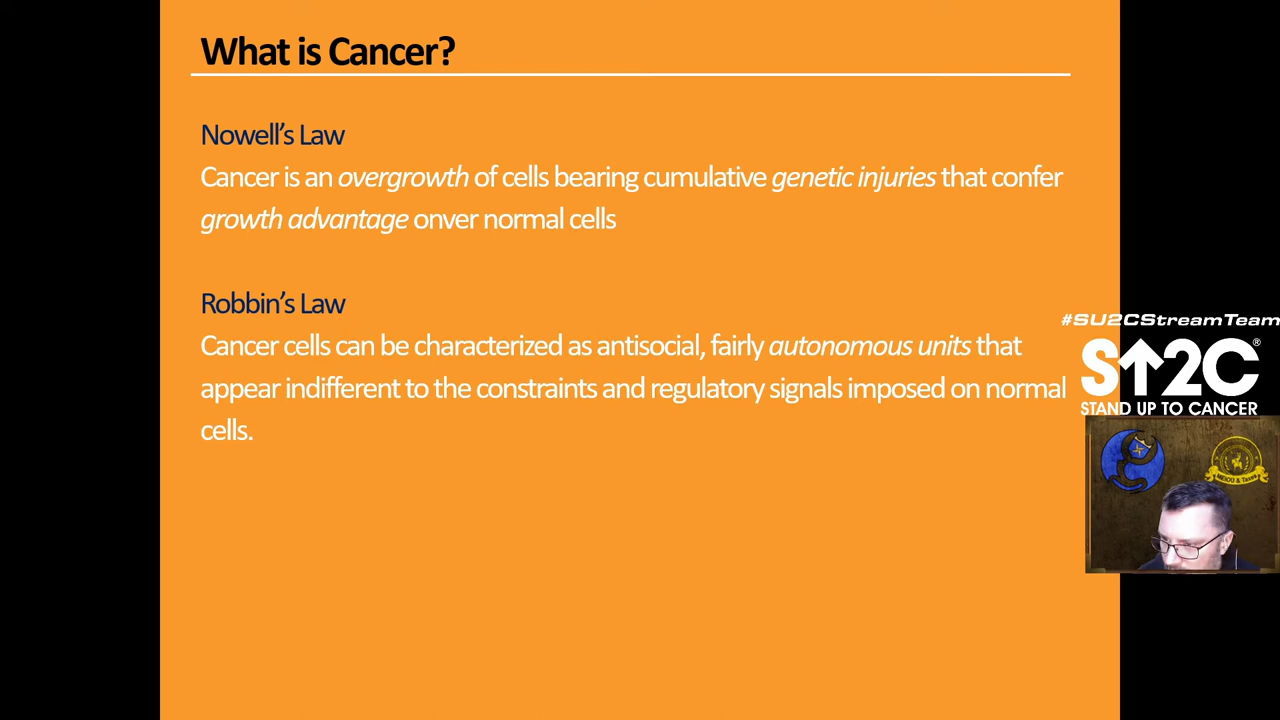 What is Cancer?
Nowell's Law
Cancer is an overgrowth of cells bearing cumulative genetic injuries that confer
growth advantage onver normal cells
Robbin's Law
Cancer cells can be characterized as antisocial, fairly autonomous units that
appear indifferent to the constraints and regulatory signals imposed on normal
cells.
#SU2CStreamTeam
SU2C®
STAND UP TO CANCER